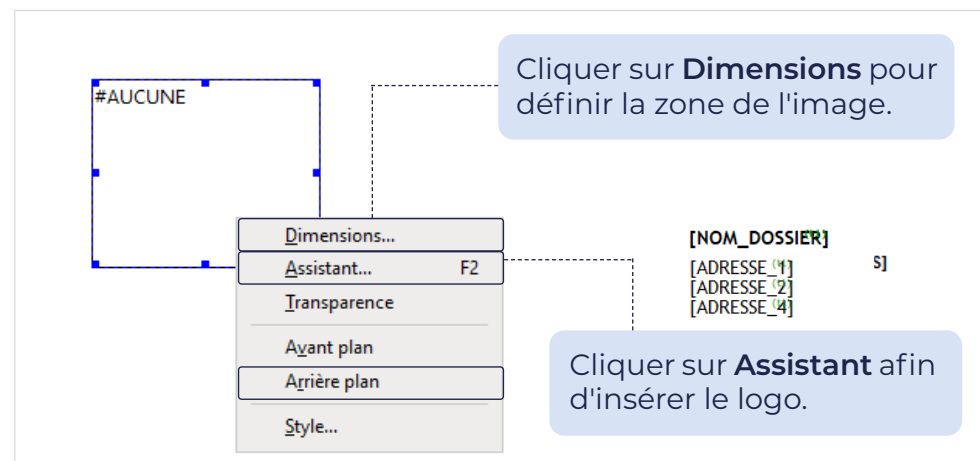 Cliquer sur Dimensions pour
définir la zone de l'image.
#AUCUNE
Dimensions...
Assistant... F2
Transparence
Avant plan
Arrière plan
Style...
[NOM_DOSSIER]
[ADRESSE_1]
S]
[ADRESSE_2]
[ADRESSE_4]
Cliquer sur Assistant afin
d'insérer le logo.